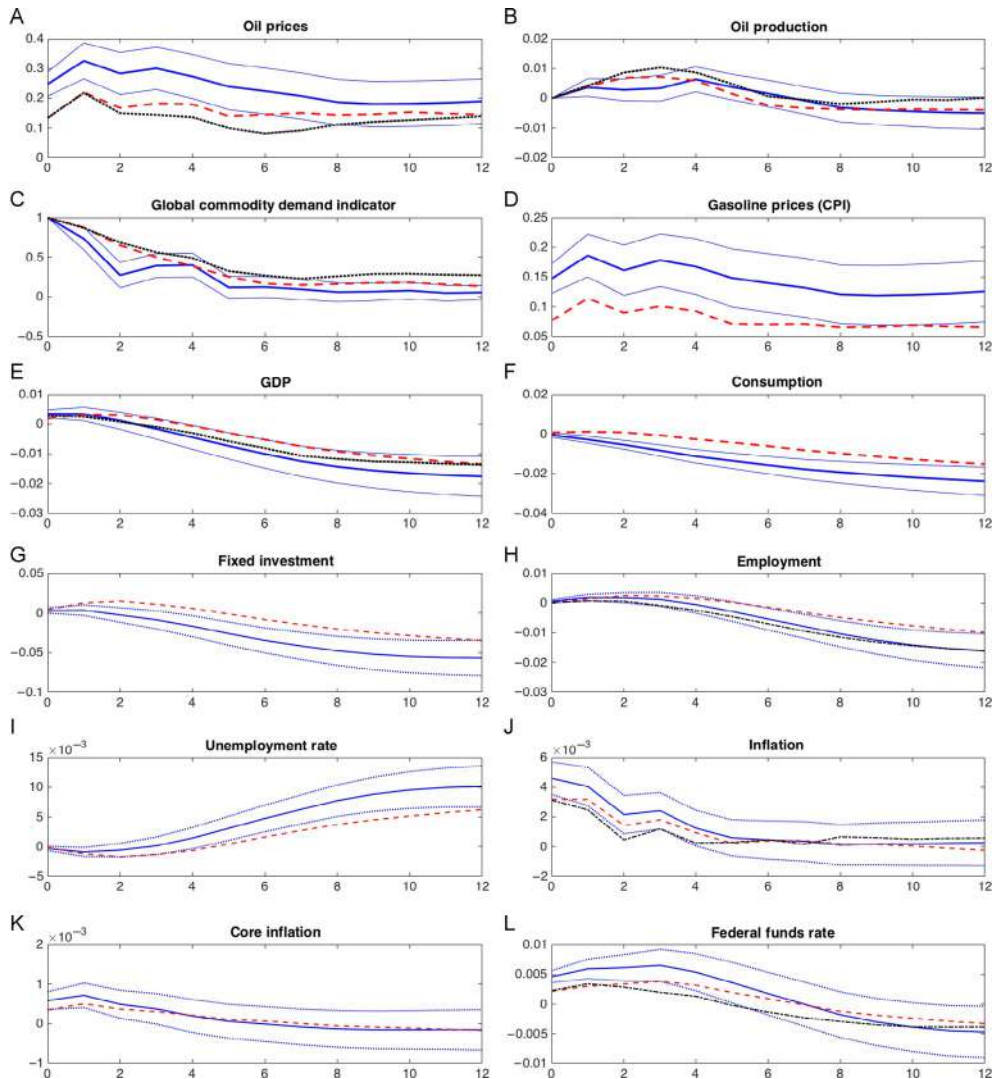 A
Oil prices
0.4
0.3
0.2
0.1
0
0 2 4 6 8 10 12
B
Oil production
0.02
0.01
0
−0.01
−0.02
0 2 4 6 8 10 12
C
Global commodity demand indicator
1
0.5
0
−0.5
0 2 4 6 8 10 12
D
Gasoline prices (CPI)
0.25
0.2
0.15
0.1
0.05
0 2 4 6 8 10 12
E
GDP
0.01
0
−0.01
−0.02
−0.03
0 2 4 6 8 10 12
F
Consumption
0.02
0
−0.02
−0.04
0 2 4 6 8 10 12
G
Fixed investment
0.05
0
−0.05
−0.1
0 2 4 6 8 10 12
H
Employment
0.01
0
−0.01
−0.02
−0.03
0 2 4 6 8 10 12
I
×10⁻³
Unemployment rate
15
10
5
0
−5
0 2 4 6 8 10 12
J
×10⁻³
Inflation
6
4
2
0
−2
0 2 4 6 8 10 12
K
×10⁻³
Core inflation
2
1
0
−1
0 2 4 6 8 10 12
L
Federal funds rate
0.01
0.005
0
−0.005
−0.01
0 2 4 6 8 10 12